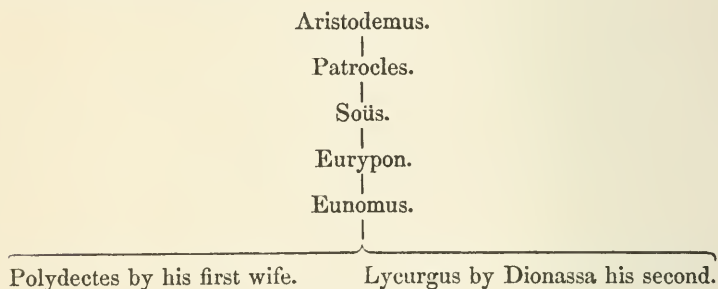 Aristodemus.
Patrocles.
Soüs.
Eurypon.
Eunomus.
Polydectes by his first wife. Lycurgus by Dionassa his second.